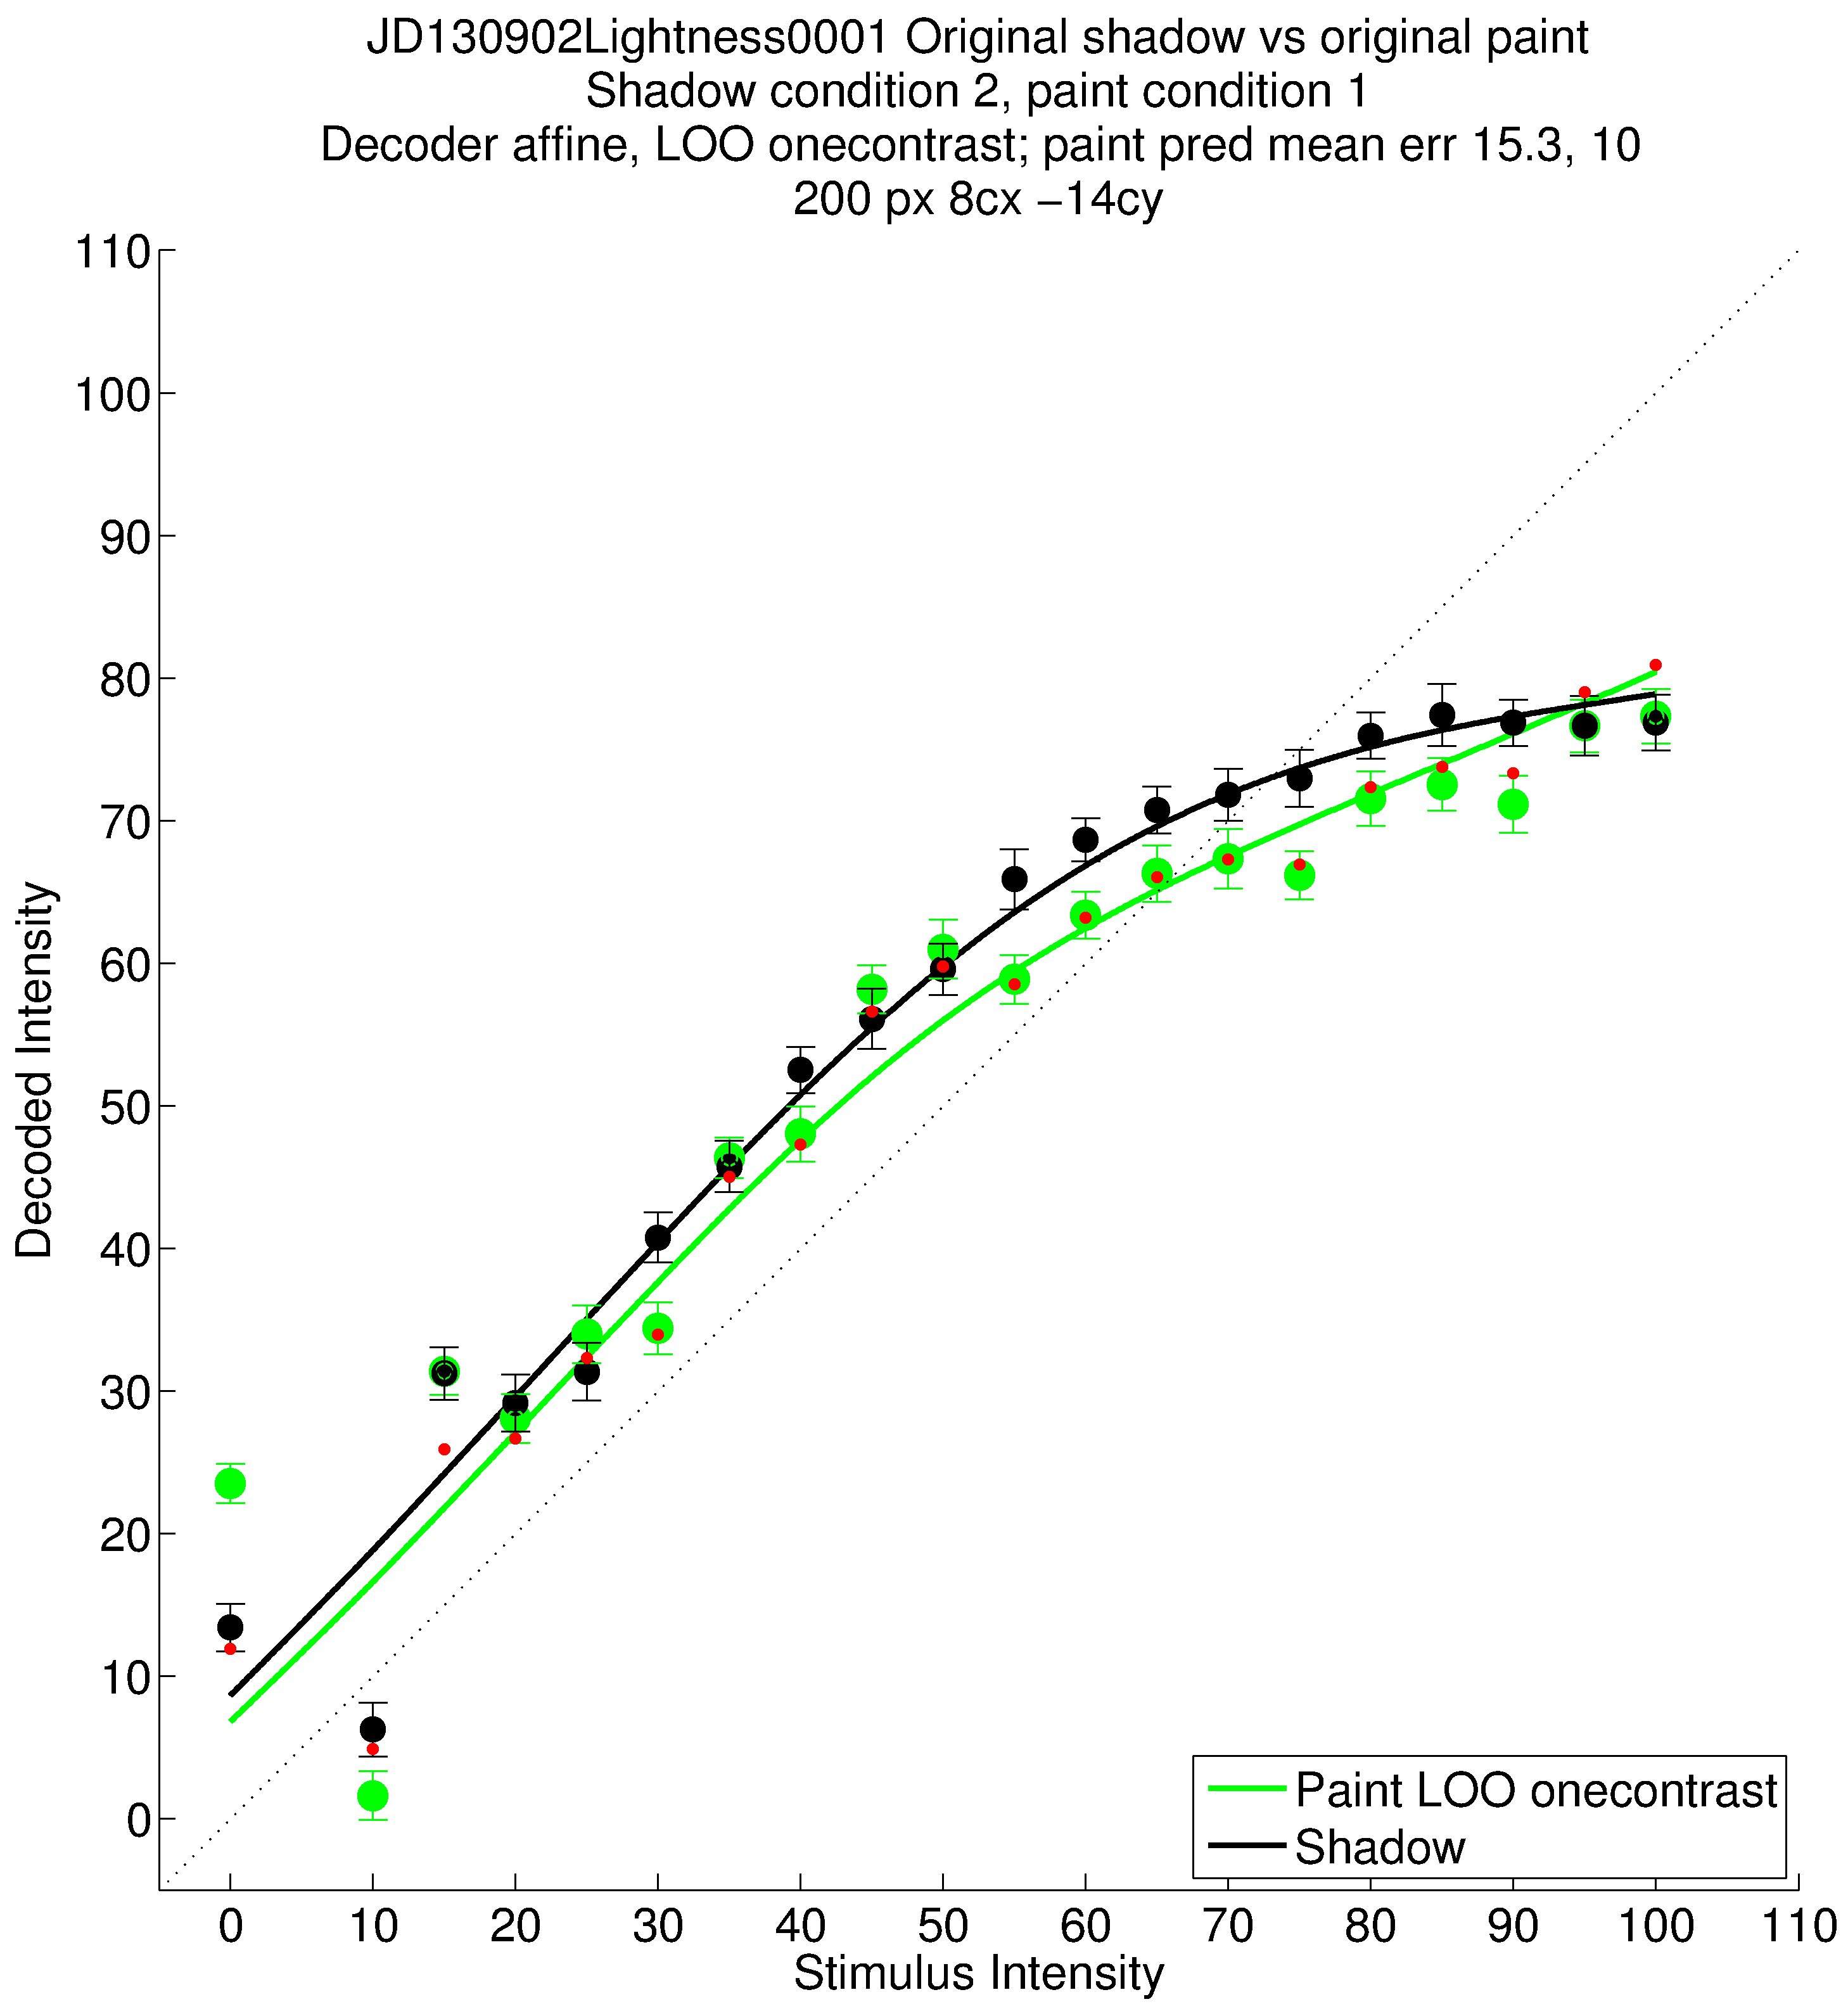 JD130902Lightness0001 Original shadow vs original paint
Shadow condition 2, paint condition 1
Decoder affine, LOO onecontrast; paint pred mean err 15.3, 10
200 px 8cx −14cy
110
100
90
80
70
60
50
40
30
20
10
0
Decoded Intensity
Paint LOO onecontrast
Shadow
0 10 20 30 40 50 60 70 80 90 100 110
Stimulus Intensity